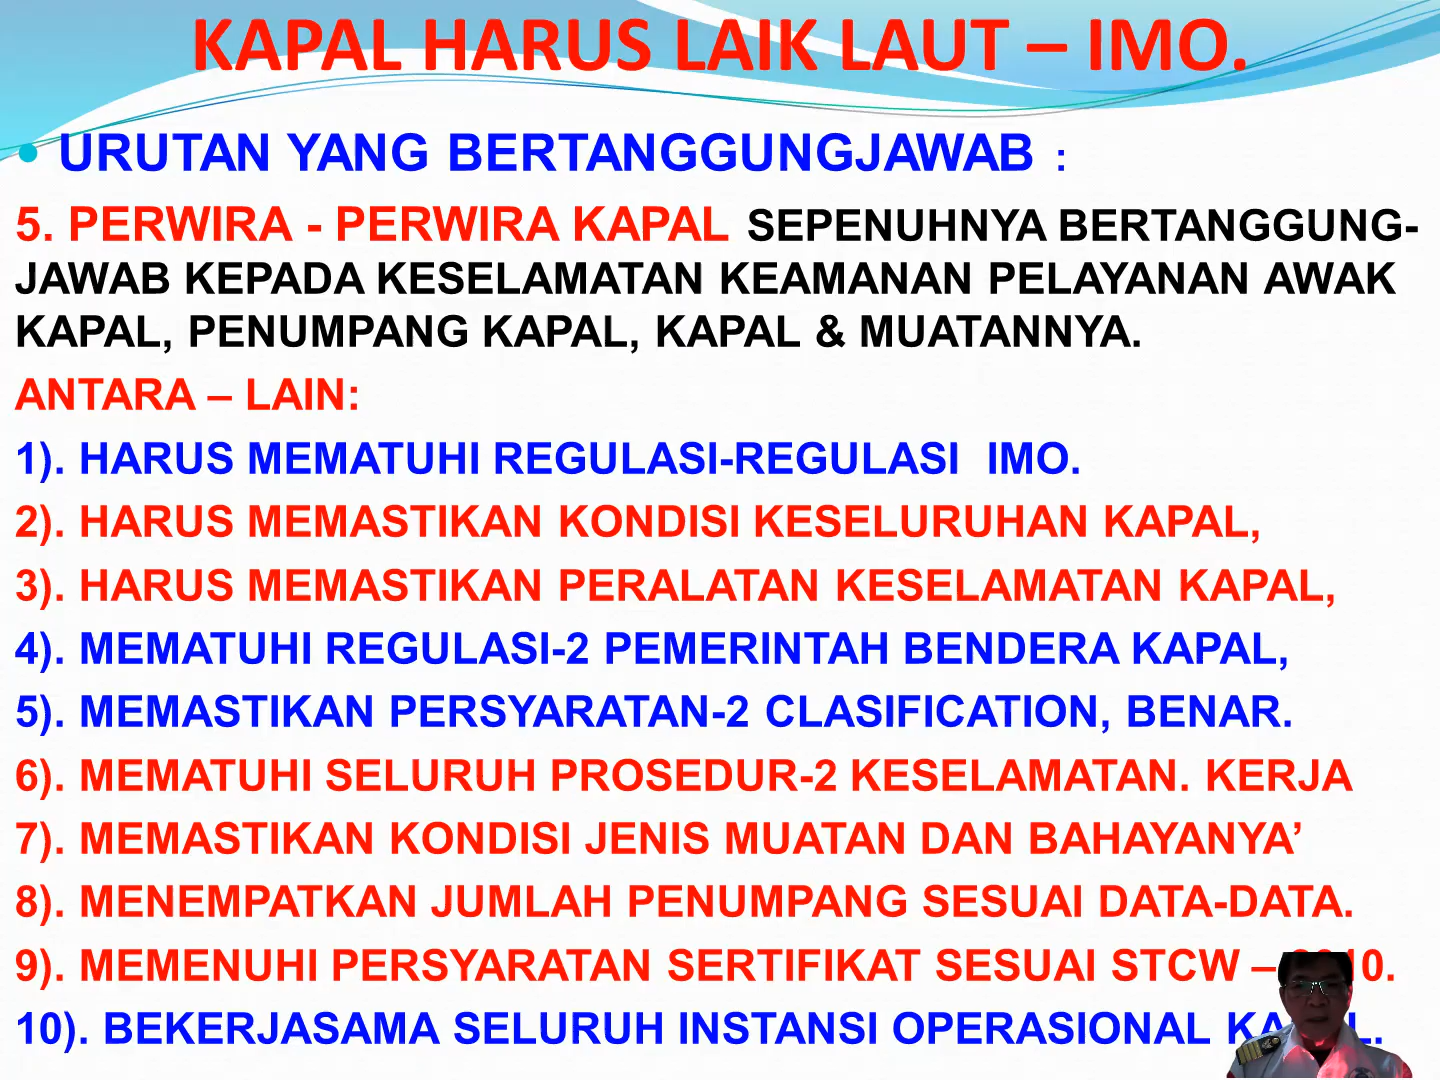 KAPAL HARUS LAIK LAUT – IMO.
• URUTAN YANG BERTANGGUNGJAWAB :
5. PERWIRA - PERWIRA KAPAL SEPENUHNYA BERTANGGUNG-
JAWAB KEPADA KESELAMATAN KEAMANAN PELAYANAN AWAK
KAPAL, PENUMPANG KAPAL, KAPAL & MUATANNYA.
ANTARA – LAIN:
1). HARUS MEMATUHI REGULASI-REGULASI IMO.
2). HARUS MEMASTIKAN KONDISI KESELURUHAN KAPAL,
3). HARUS MEMASTIKAN PERALATAN KESELAMATAN KAPAL,
4). MEMATUHI REGULASI-2 PEMERINTAH BENDERA KAPAL,
5). MEMASTIKAN PERSYARATAN-2 CLASIFICATION, BENAR.
6). MEMATUHI SELURUH PROSEDUR-2 KESELAMATAN. KERJA
7). MEMASTIKAN KONDISI JENIS MUATAN DAN BAHAYANYA’
8). MENEMPATKAN JUMLAH PENUMPANG SESUAI DATA-DATA.
9). MEMENUHI PERSYARATAN SERTIFIKAT SESUAI STCW –
10). BEKERJASAMA SELURUH INSTANSI OPERASIONAL